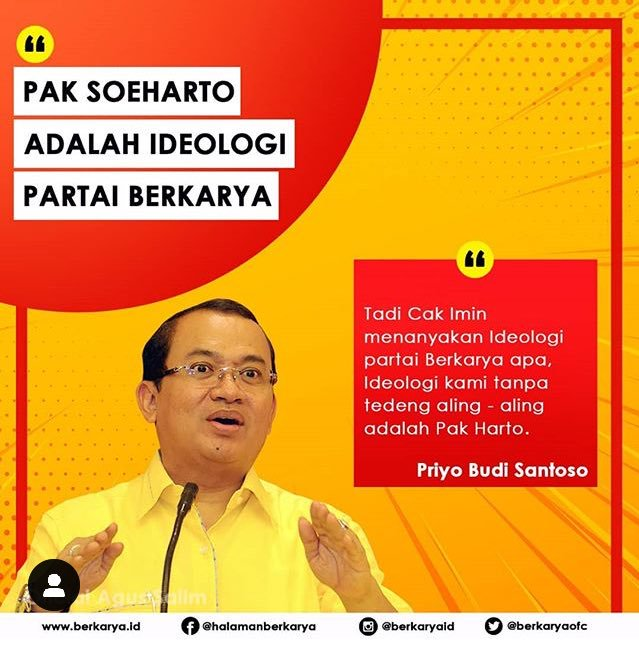 PAK SOEHARTO
ADALAH IDEOLOGI
PARTAI BERKARYA
Tadi Cak Imin
menanyakan Ideologi
partai Berkarya apa,
Ideologi kami tanpa
tedeng aling - aling
adalah Pak Harto.
Priyo Budi Santoso
AgusSalim
www.berkarya.id
@halamanberkarya
@berkaryaid
@berkaryaofc